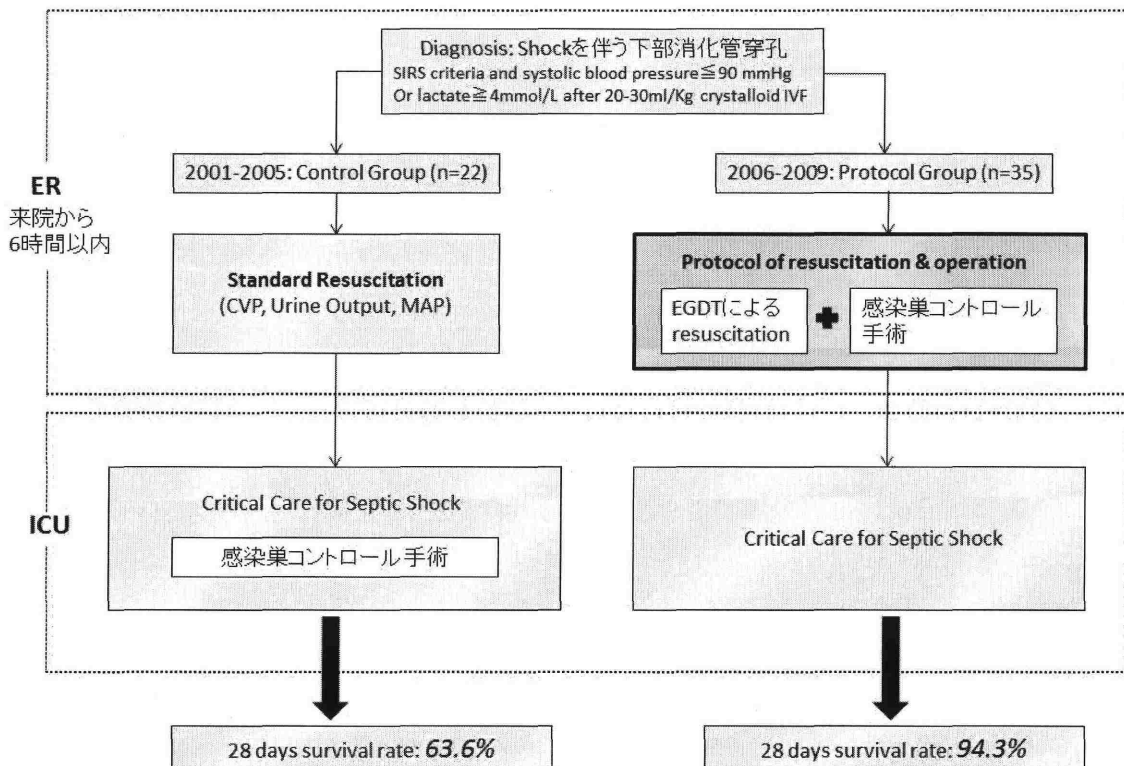 Diagnosis: Shockを伴う下部消化管穿孔
SIRS criteria and systolic blood pressure≦90 mmHg
Or lactate≧4mmol/L after 20-30ml/Kg crystalloid IVF
2001-2005: Control Group (n=22)
2006-2009: Protocol Group (n=35)
ER
来院から
6時間以内
Standard Resuscitation
(CVP, Urine Output, MAP)
Protocol of resuscitation & operation
EGDTによる
resuscitation
感染巣コントロール
手術
ICU
Critical Care for Septic Shock
感染巣コントロール手術
Critical Care for Septic Shock
28 days survival rate: 63.6%
28 days survival rate: 94.3%